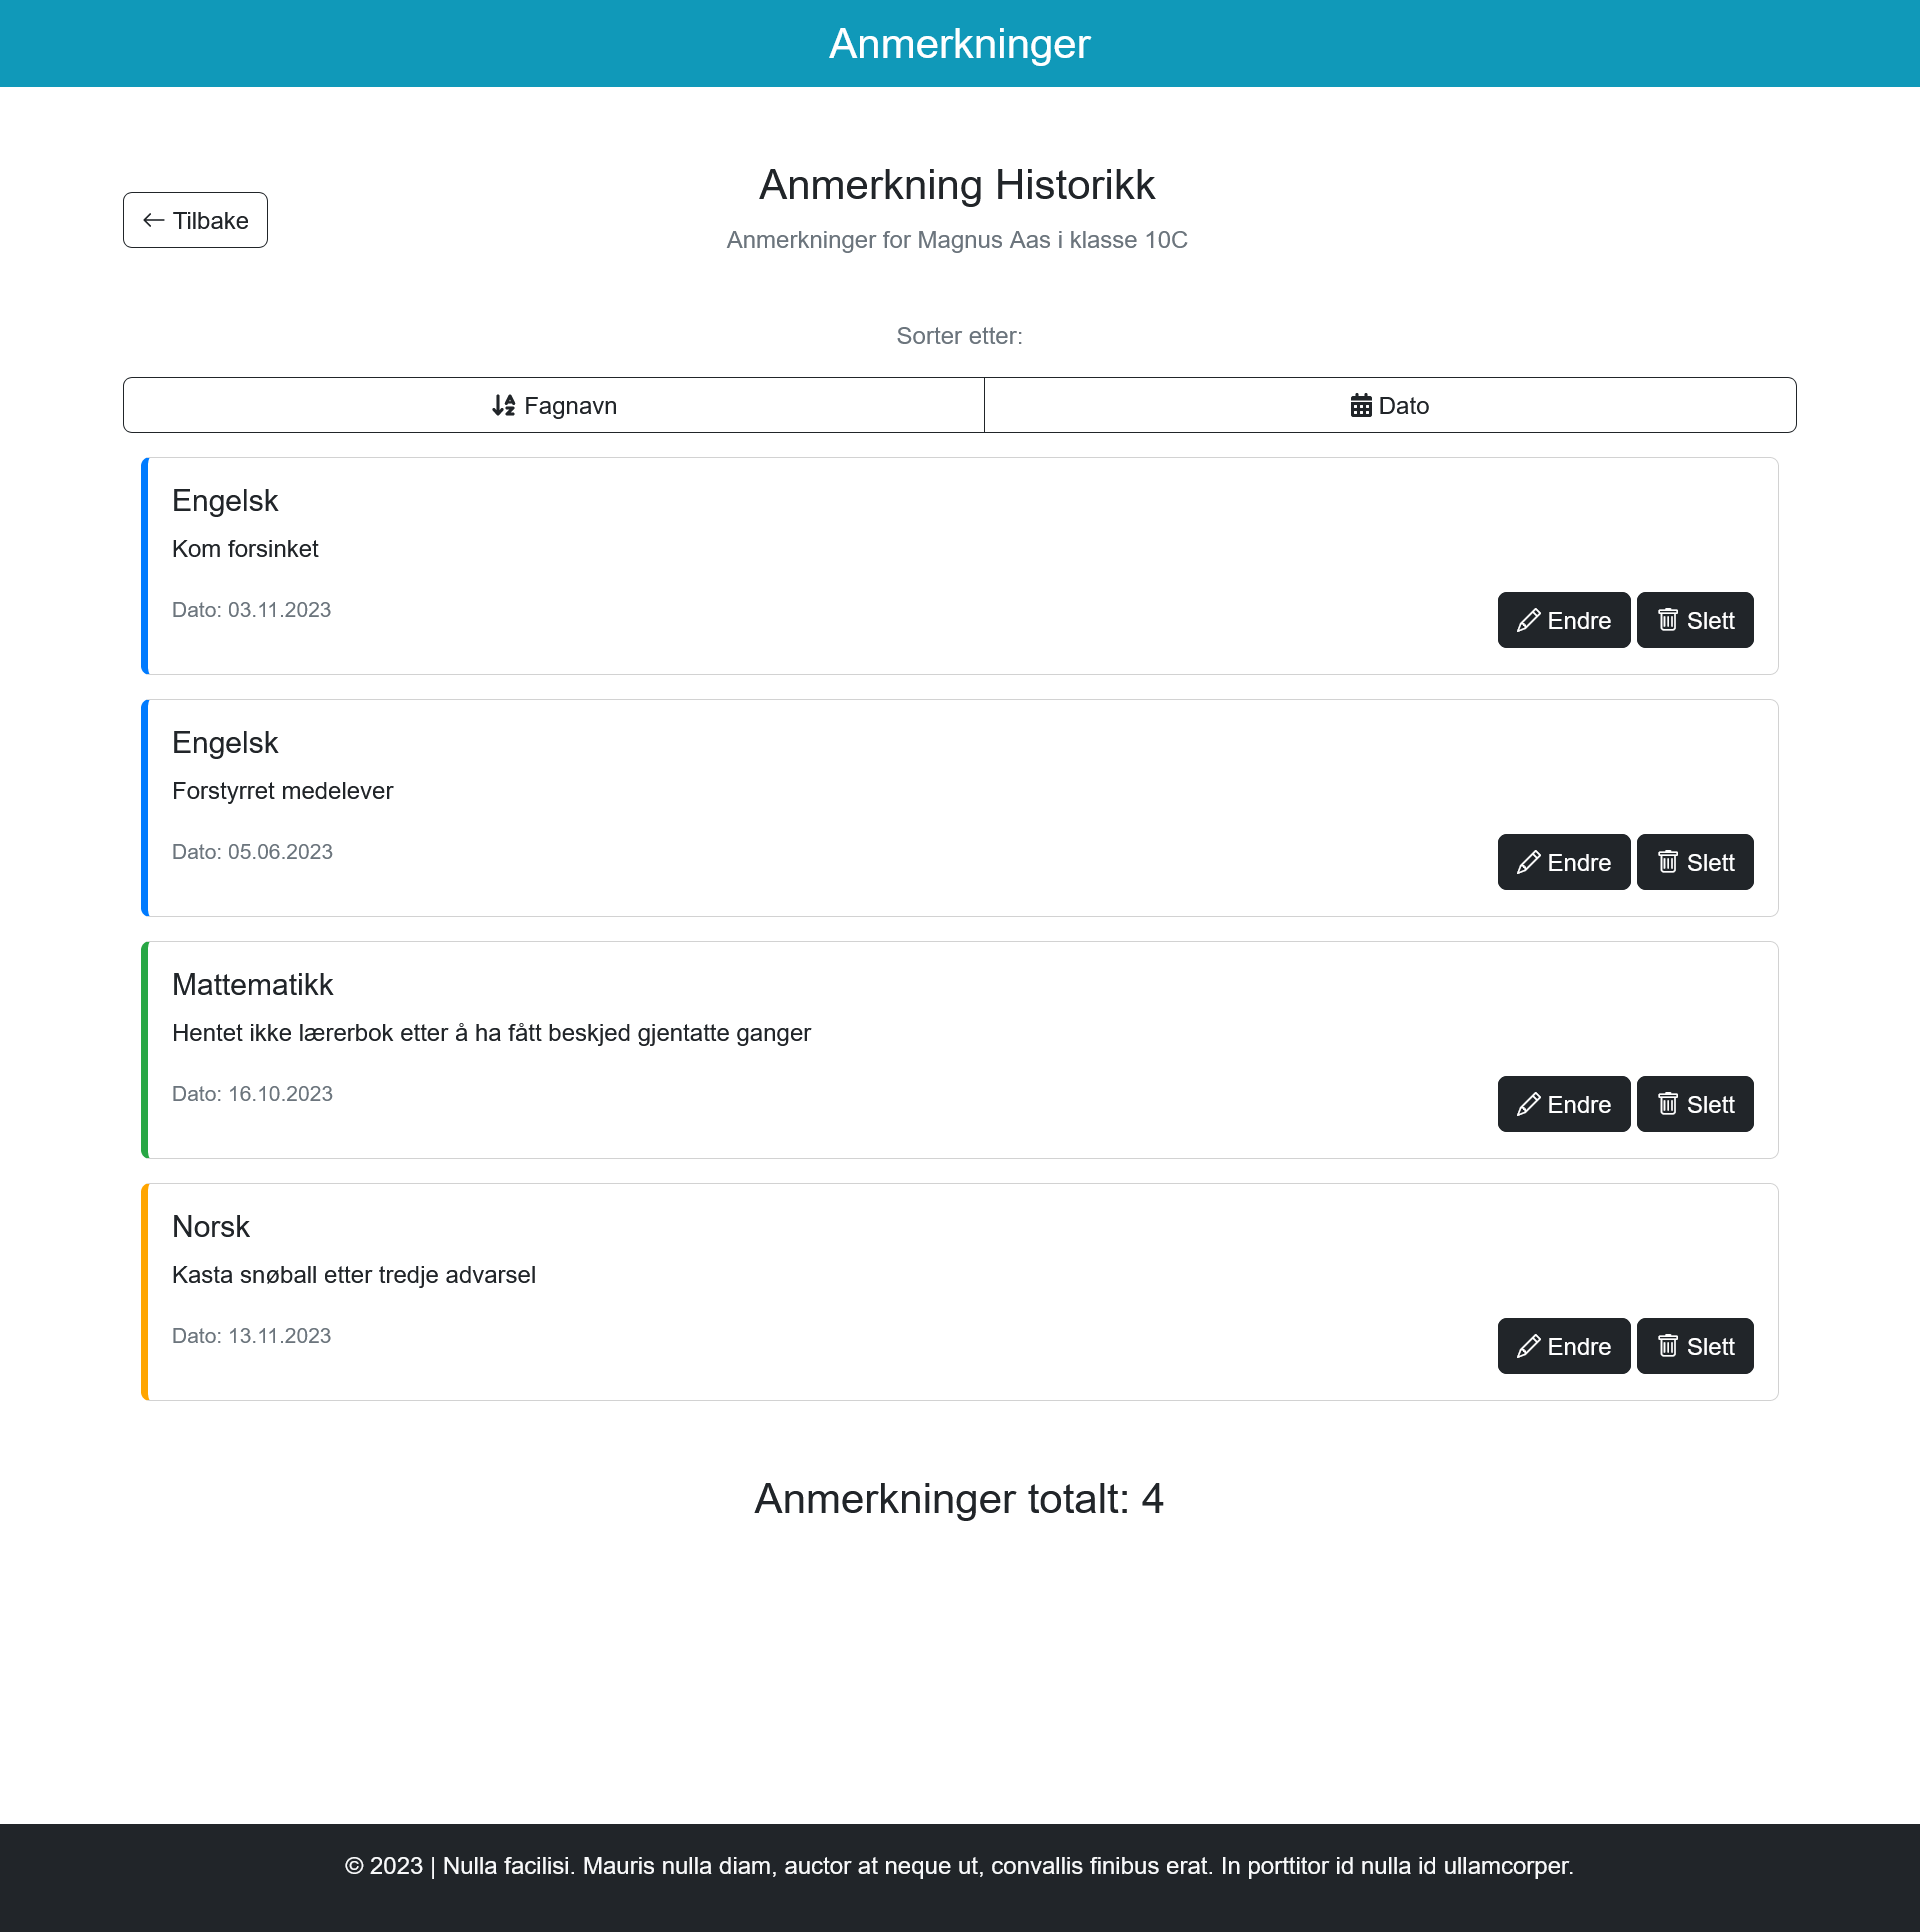 Anmerkninger
Tilbake
Anmerkning Historikk
Anmerkninger for Magnus Aas i klasse 10C
Sorter etter:
Fagnavn
Dato
Engelsk
Kom forsinket
Dato: 03.11.2023
Endre
Slett
Engelsk
Forstyrret medelever
Dato: 05.06.2023
Endre
Slett
Mattematikk
Hentet ikke lærerbok etter å ha fått beskjed gjentatte ganger
Dato: 16.10.2023
Endre
Slett
Norsk
Kasta snøball etter tredje advarsel
Dato: 13.11.2023
Endre
Slett
Anmerkninger totalt: 4
© 2023 | Nulla facilisi. Mauris nulla diam, auctor at neque ut, convallis finibus erat. In porttitor id nulla id ullamcorper.